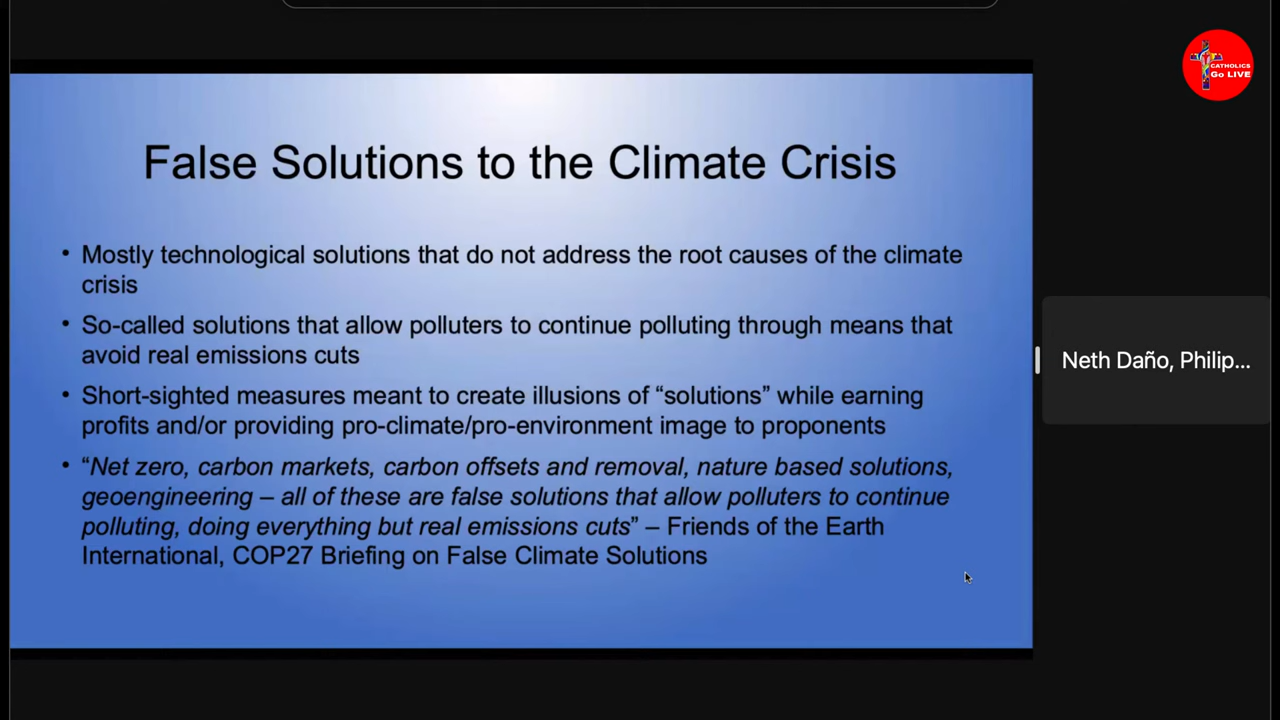 CATHOLICS
Go LIVE
False Solutions to the Climate Crisis
• Mostly technological solutions that do not address the root causes of the climate
crisis
• So-called solutions that allow polluters to continue polluting through means that
avoid real emissions cuts
• Short-sighted measures meant to create illusions of “solutions” while earning
profits and/or providing pro-climate/pro-environment image to proponents
• “Net zero, carbon markets, carbon offsets and removal, nature based solutions,
geoengineering – all of these are false solutions that allow polluters to continue
polluting, doing everything but real emissions cuts” – Friends of the Earth
International, COP27 Briefing on False Climate Solutions
Neth Daño, Philip...